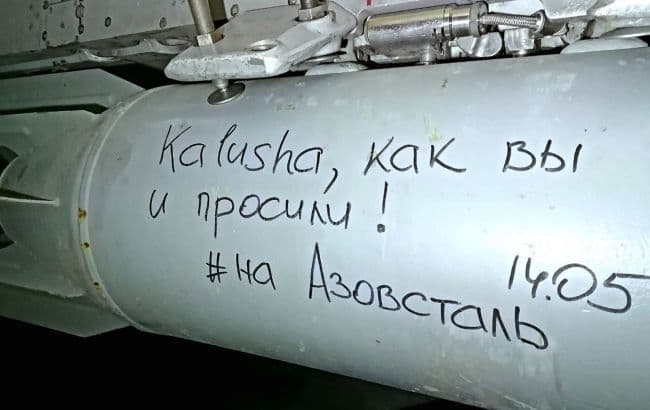 Kalusha, как вы
и просили!
#на Азовсталь
14.05